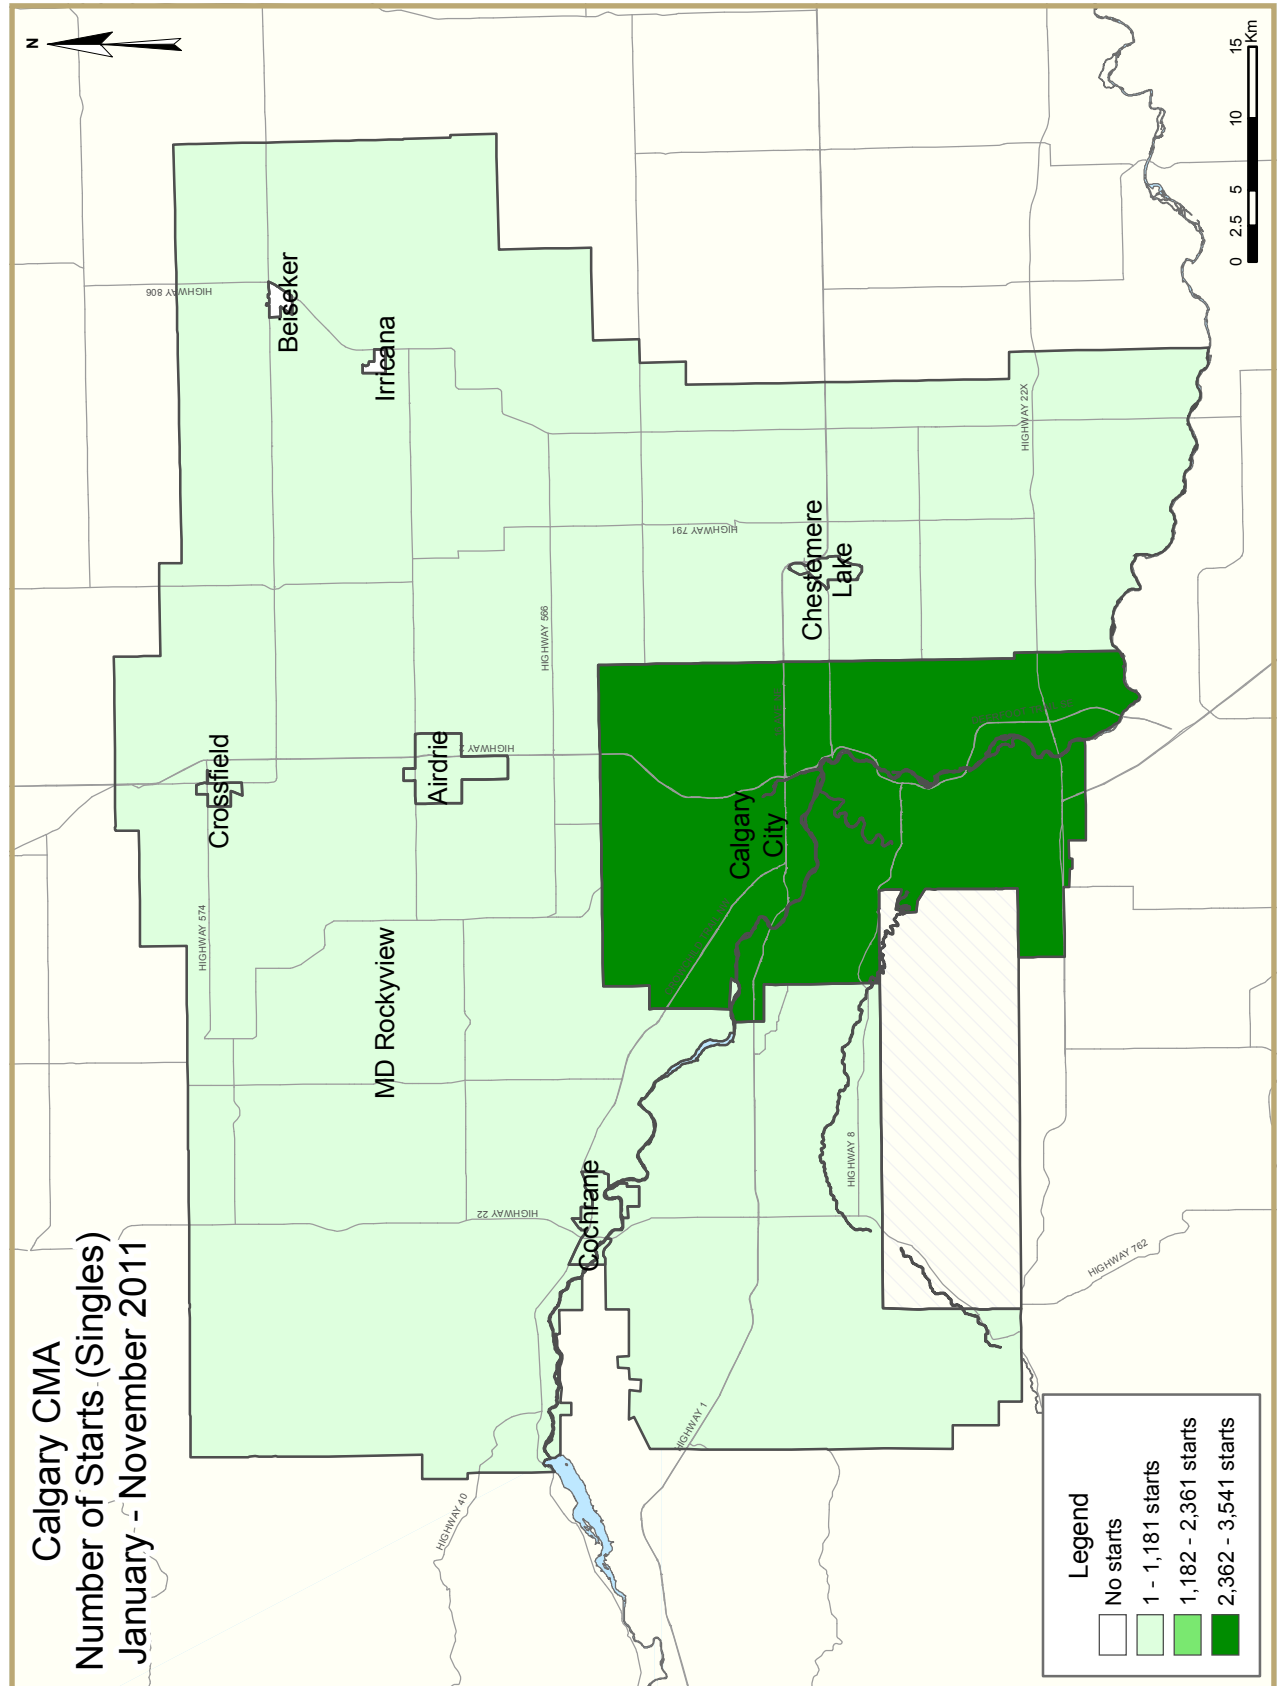 Calgary CMA
Number of Starts (Singles)
January - November 2011
N
HIGHWAY 806
Beiseker
Irricana
Crossfield
HIGHWAY 574
Airdrie
HIGHWAY 2
HIGHWAY 566
HIGHWAY 791
MD Rockyview
Chestemere
Lake
HIGHWAY 22X
Calgary
City
Cochrane
HIGHWAY 22
HIGHWAY 8
HIGHWAY 1
HIGHWAY 40
HIGHWAY 762
Legend
No starts
1 - 1,181 starts
1,182 - 2,361 starts
2,362 - 3,541 starts
0 2.5 5 10 15
Km